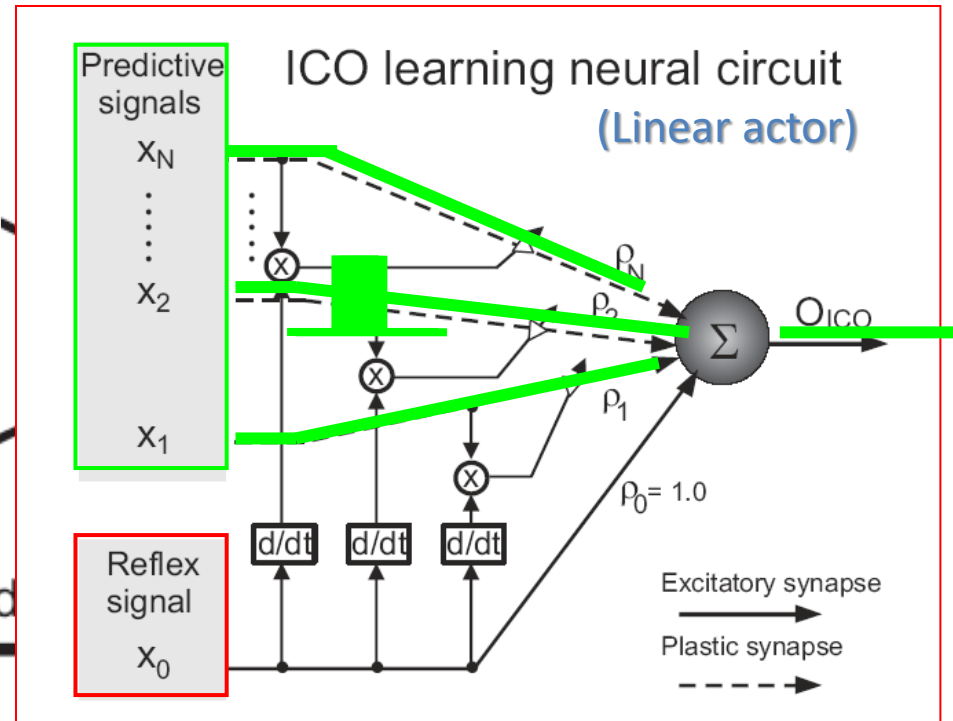 ICO learning neural circuit
(Linear actor)
Predictive
signals
x_N
x_2
x_1
Reflex
signal
x_0
x
x
x
d/dt
d/dt
d/dt
ρ_N
ρ_2
ρ_1
ρ_0 = 1.0
Σ
O_ICO
Excitatory synapse
Plastic synapse
d